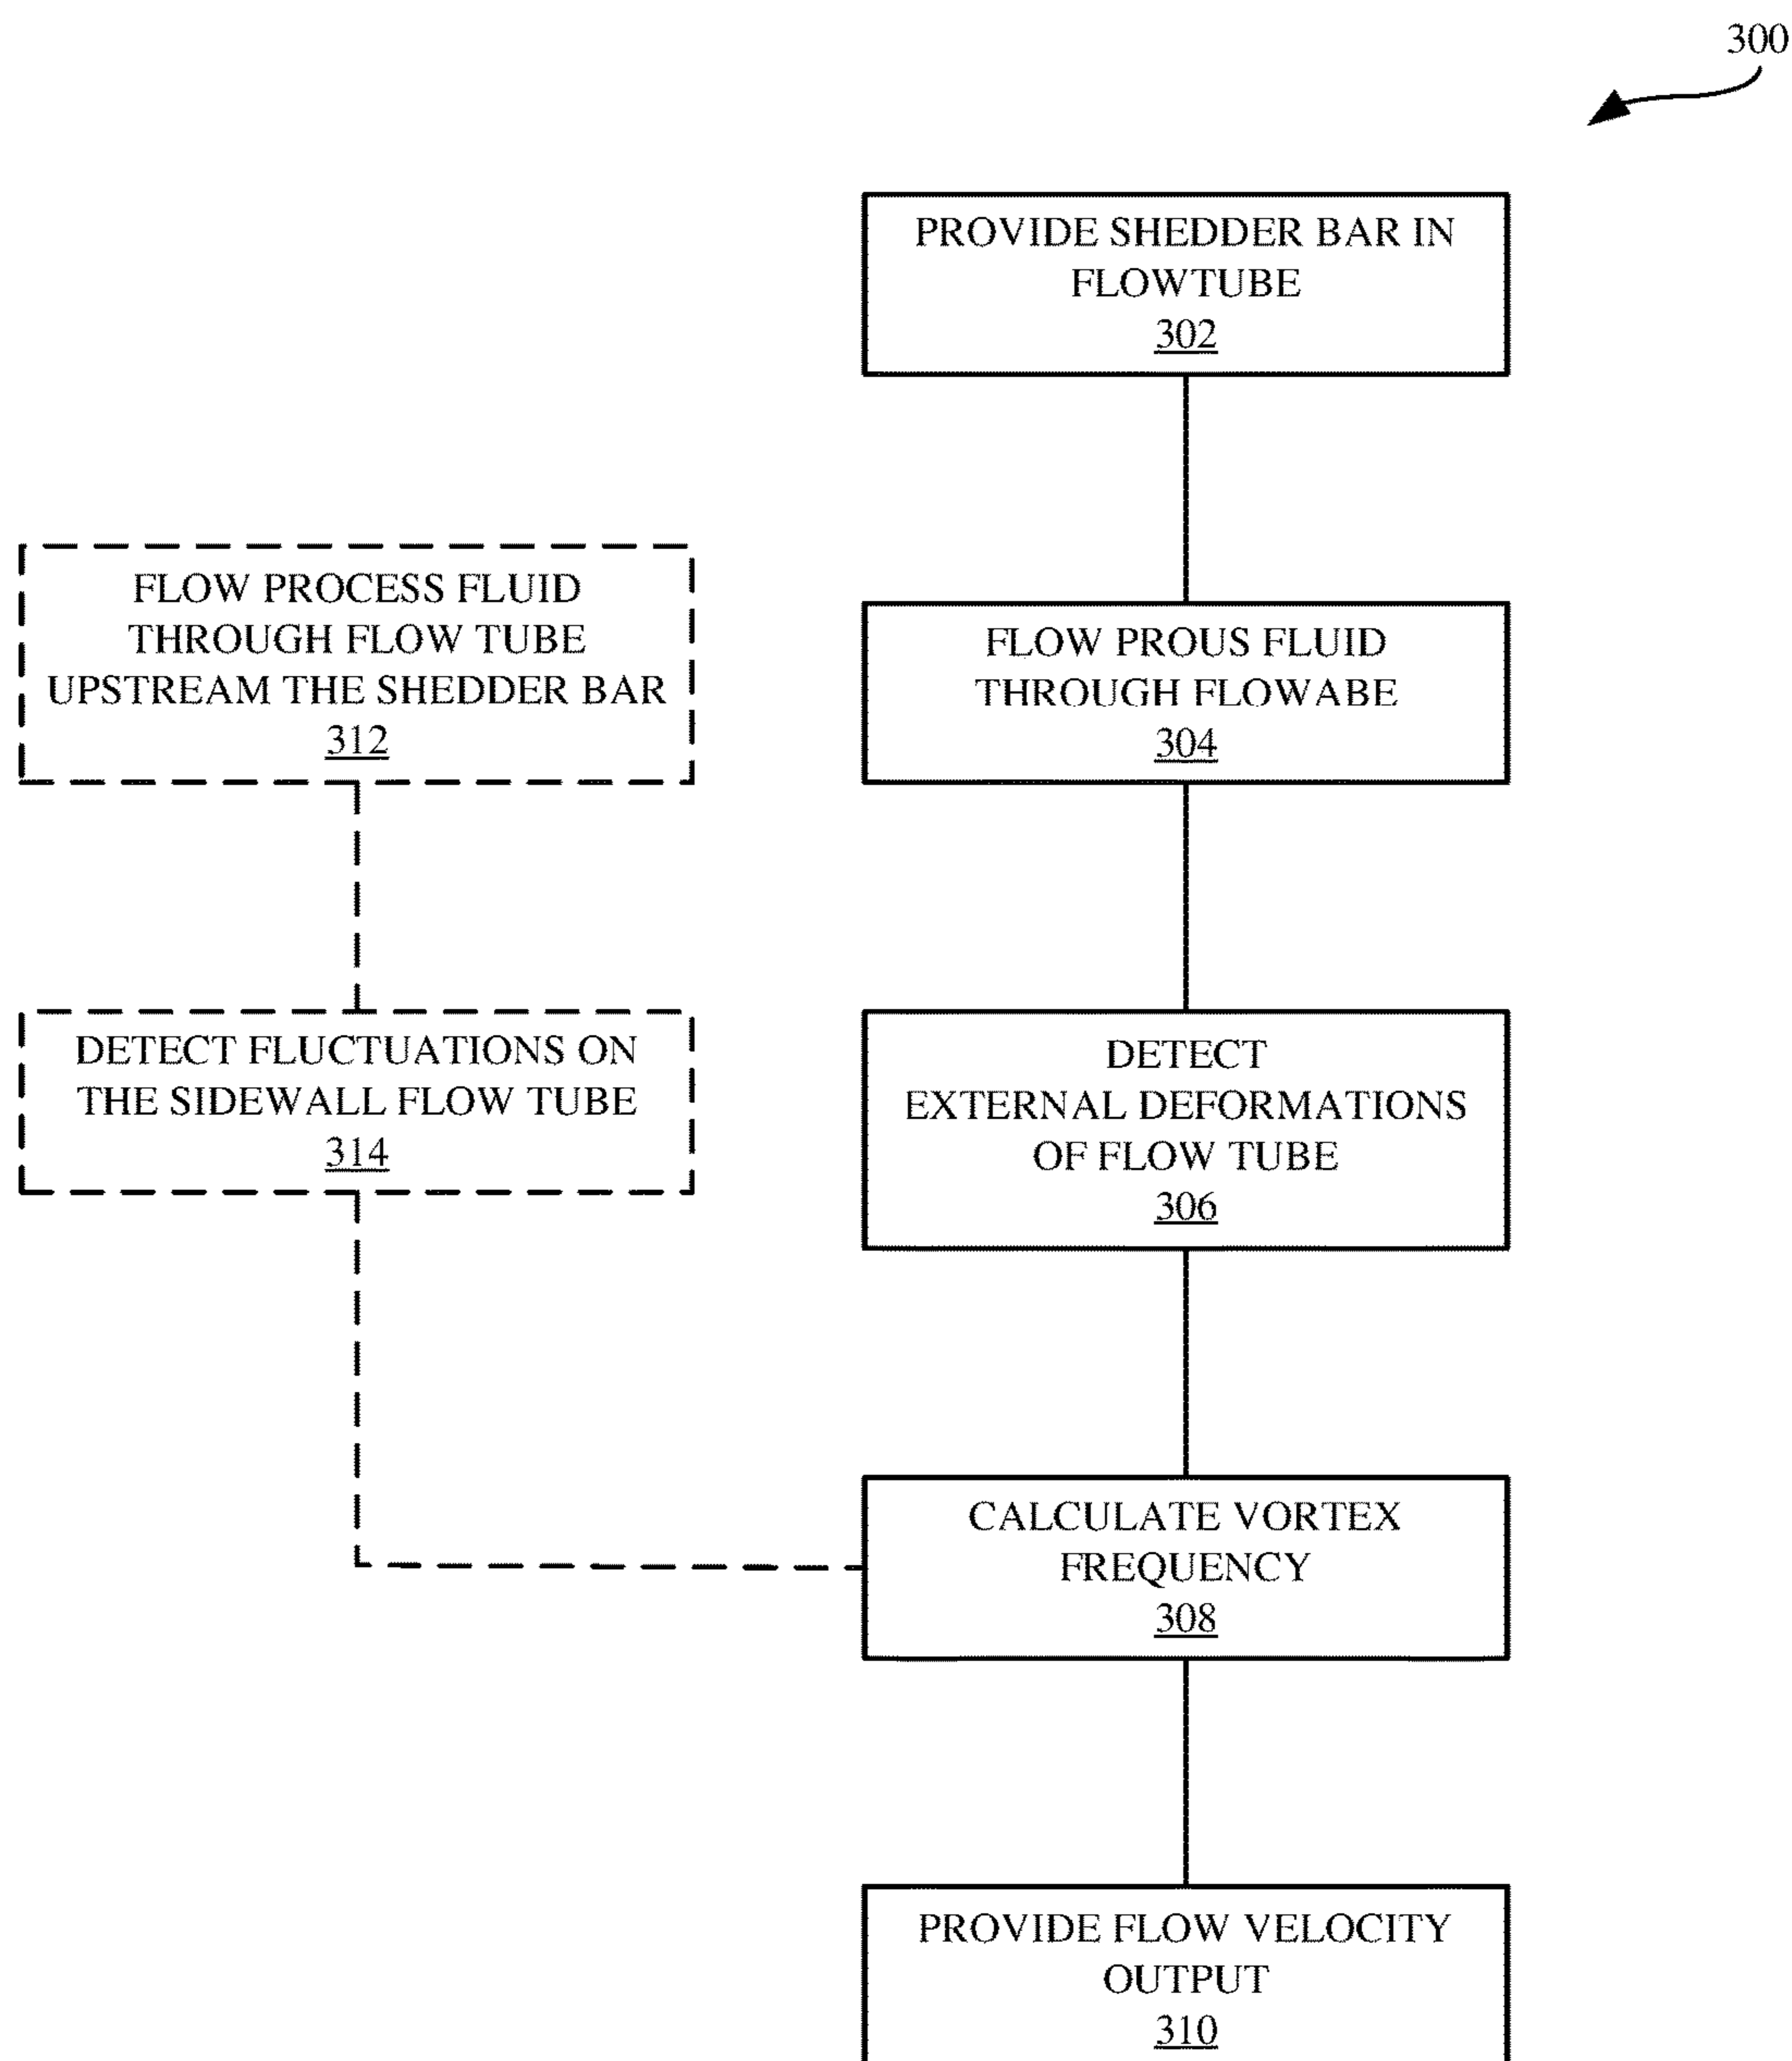 300
PROVIDE SHEDDER BAR IN
FLOWTUBE
302
FLOW PROCESS FLUID
THROUGH FLOW TUBE
UPSTREAM THE SHEDDER BAR
312
FLOW PROUS FLUID
THROUGH FLOWABE
304
DETECT FLUCTUATIONS ON
THE SIDEWALL FLOW TUBE
314
DETECT
EXTERNAL DEFORMATIONS
OF FLOW TUBE
306
CALCULATE VORTEX
FREQUENCY
308
PROVIDE FLOW VELOCITY
OUTPUT
310